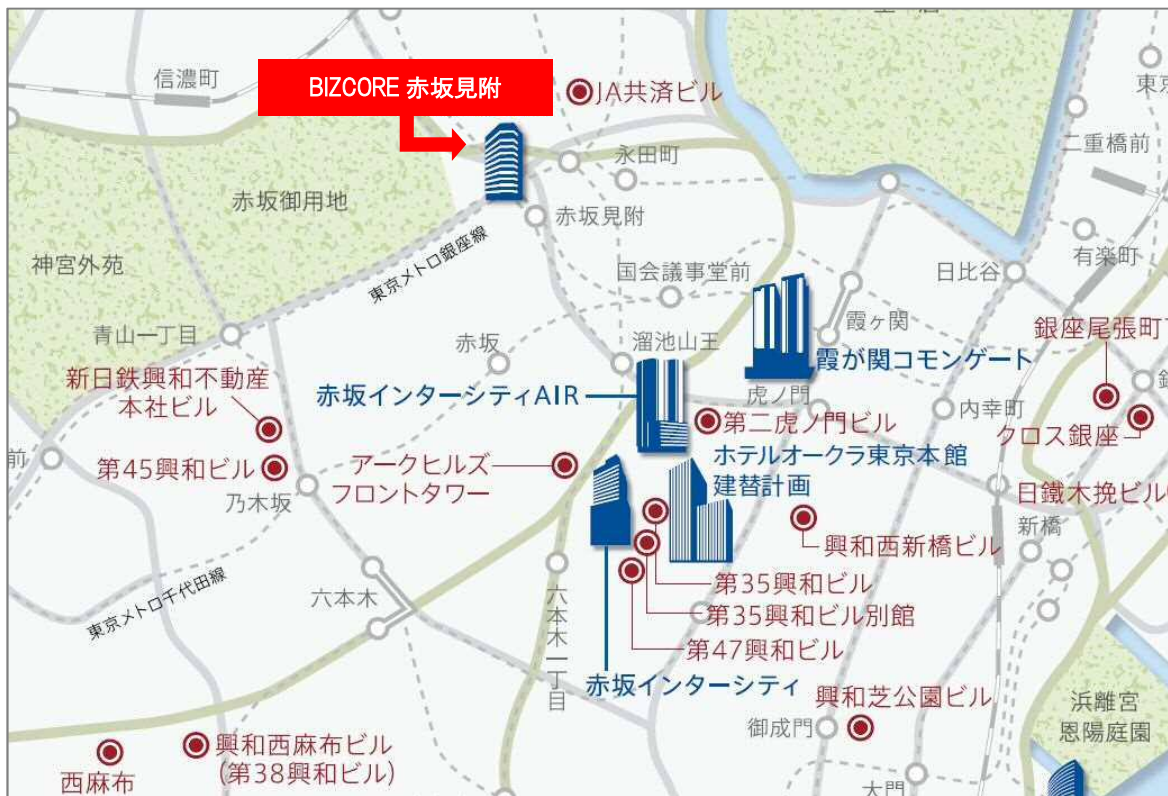 信濃町
BIZCORE 赤坂見附
JA共済ビル
東京
二重橋前
永田町
赤坂御用地
赤坂見附
神宮外苑
東京メトロ銀座線
国会議事堂前
日比谷
有楽町
青山一丁目
赤坂
溜池山王
霞ヶ関
銀座尾張町
霞が関コモンゲート
新日鉄興和不動産
本社ビル
赤坂インターシティAIR
虎ノ門
内幸町
銀
第二虎ノ門ビル
クロス銀座
前
第45興和ビル
アークヒルズ
フロントタワー
ホテルオークラ東京本館
建替計画
日鐵木挽ビル
乃木坂
新橋
興和西新橋ビル
第35興和ビル
東京メトロ千代田線
六本木
六本木一丁目
第35興和ビル別館
第47興和ビル
赤坂インターシティ
興和芝公園ビル
浜離宮
恩陽庭園
御成門
興和西麻布ビル
(第38興和ビル)
西麻布
大門